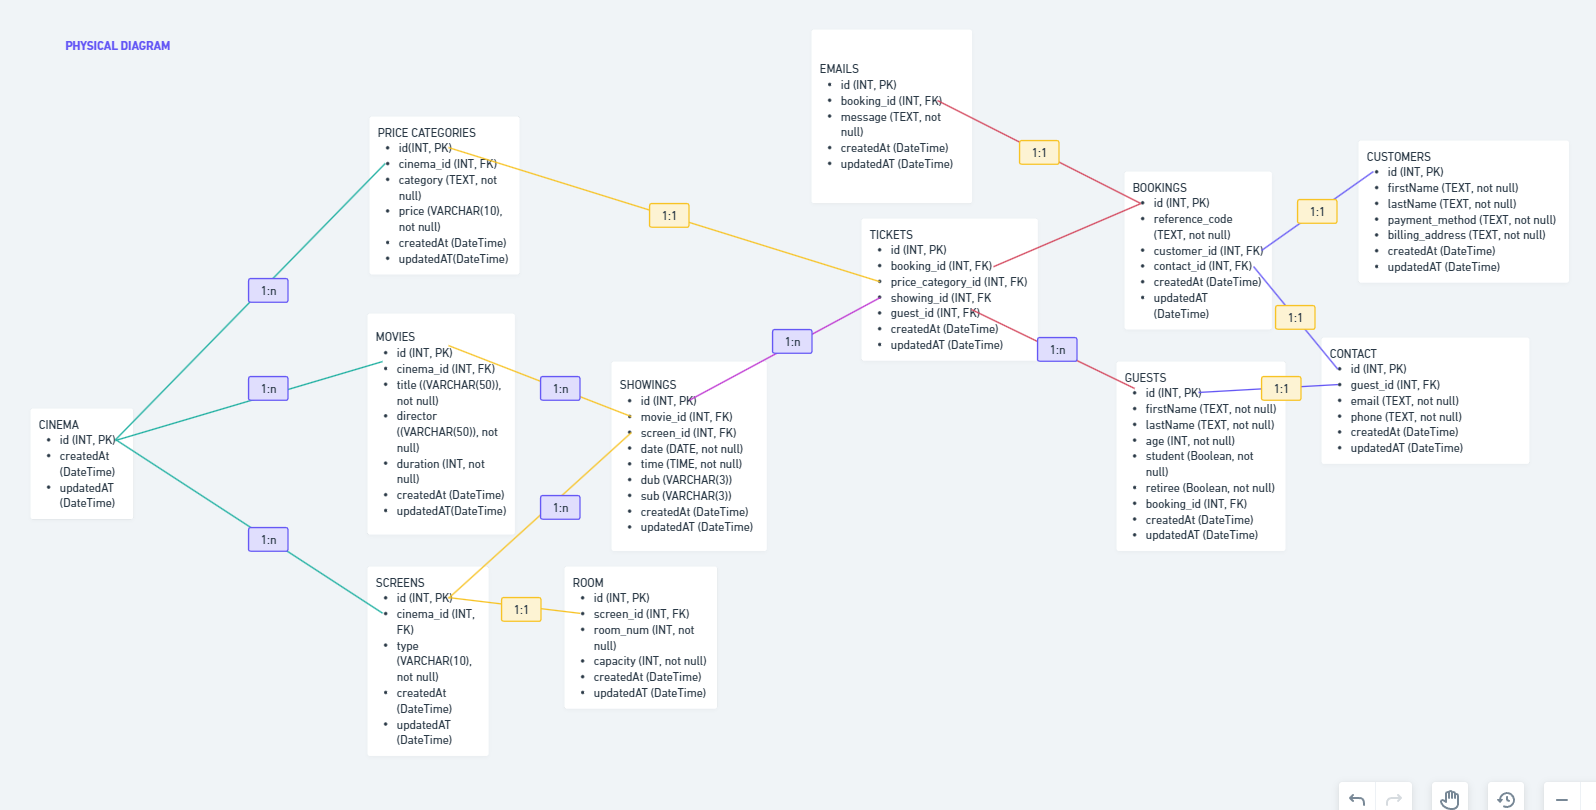 PHYSICAL DIAGRAM
EMAILS
• id (INT, PK)
• booking_id (INT, FK)
• message (TEXT, not
null)
• createdAt (DateTime)
• updatedAT (DateTime)
1:1
PRICE CATEGORIES
• id(INT, PK)
• cinema_id (INT, FK)
• category (TEXT, not
null)
• price (VARCHAR(10),
not null)
• createdAt (DateTime)
• updatedAT(DateTime)
1:1
CUSTOMERS
• id (INT, PK)
• firstName (TEXT, not null)
• lastName (TEXT, not null)
• payment_method (TEXT, not null)
• billing_address (TEXT, not null)
• createdAt (DateTime)
• updatedAT (DateTime)
1:1
BOOKINGS
• id (INT, PK)
• reference_code
(TEXT, not null)
• customer_id (INT, FK)
• contact_id (INT, FK)
• createdAt (DateTime)
• updatedAT
(DateTime)
1:1
TICKETS
• id (INT, PK)
• booking_id (INT, FK)
• price_category_id (INT, FK)
• showing_id (INT, FK
• guest_id (INT, FK)
• createdAt (DateTime)
• updatedAT (DateTime)
1:n
1:n
1:n
MOVIES
• id (INT, PK)
• cinema_id (INT, FK)
• title ((VARCHAR(50)),
not null)
• director
((VARCHAR(50)), not
null)
• duration (INT, not
null)
• createdAt (DateTime)
• updatedAT(DateTime)
1:n
1:n
SHOWINGS
• id (INT, PK)
• movie_id (INT, FK)
• screen_id (INT, FK)
• date (DATE, not null)
• time (TIME, not null)
• dub (VARCHAR(3))
• sub (VARCHAR(3))
• createdAt (DateTime)
• updatedAT (DateTime)
GUESTS
• id (INT, PK)
• firstName (TEXT, not null)
• lastName (TEXT, not null)
• age (INT, not null)
• student (Boolean, not
null)
• retiree (Boolean, not null)
• booking_id (INT, FK)
• createdAt (DateTime)
• updatedAT (DateTime)
1:1
CONTACT
• id (INT, PK)
• guest_id (INT, FK)
• email (TEXT, not null)
• phone (TEXT, not null)
• createdAt (DateTime)
• updatedAT (DateTime)
CINEMA
• id (INT, PK)
• createdAt
(DateTime)
• updatedAT
(DateTime)
1:n
1:n
SCREENS
• id (INT, PK)
• cinema_id (INT,
FK)
• type
(VARCHAR(10),
not null)
• createdAt
(DateTime)
• updatedAT
(DateTime)
1:1
ROOM
• id (INT, PK)
• screen_id (INT, FK)
• room_num (INT, not
null)
• capacity (INT, not null)
• createdAt (DateTime)
• updatedAT (DateTime)